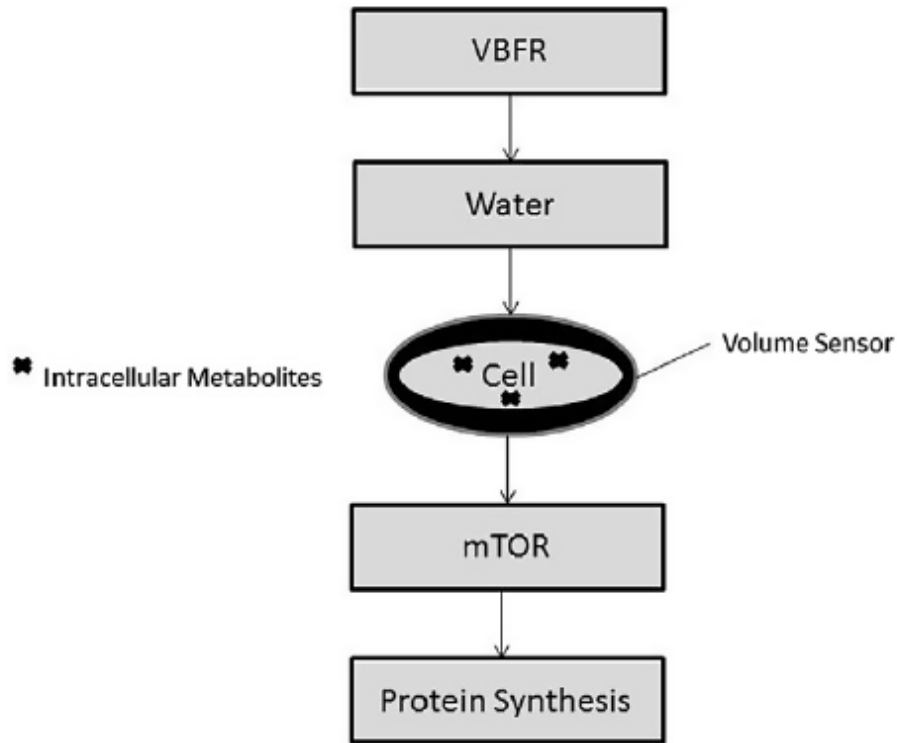 VBFR
Water
Volume Sensor
Intracellular Metabolites
Cell
mTOR
Protein Synthesis